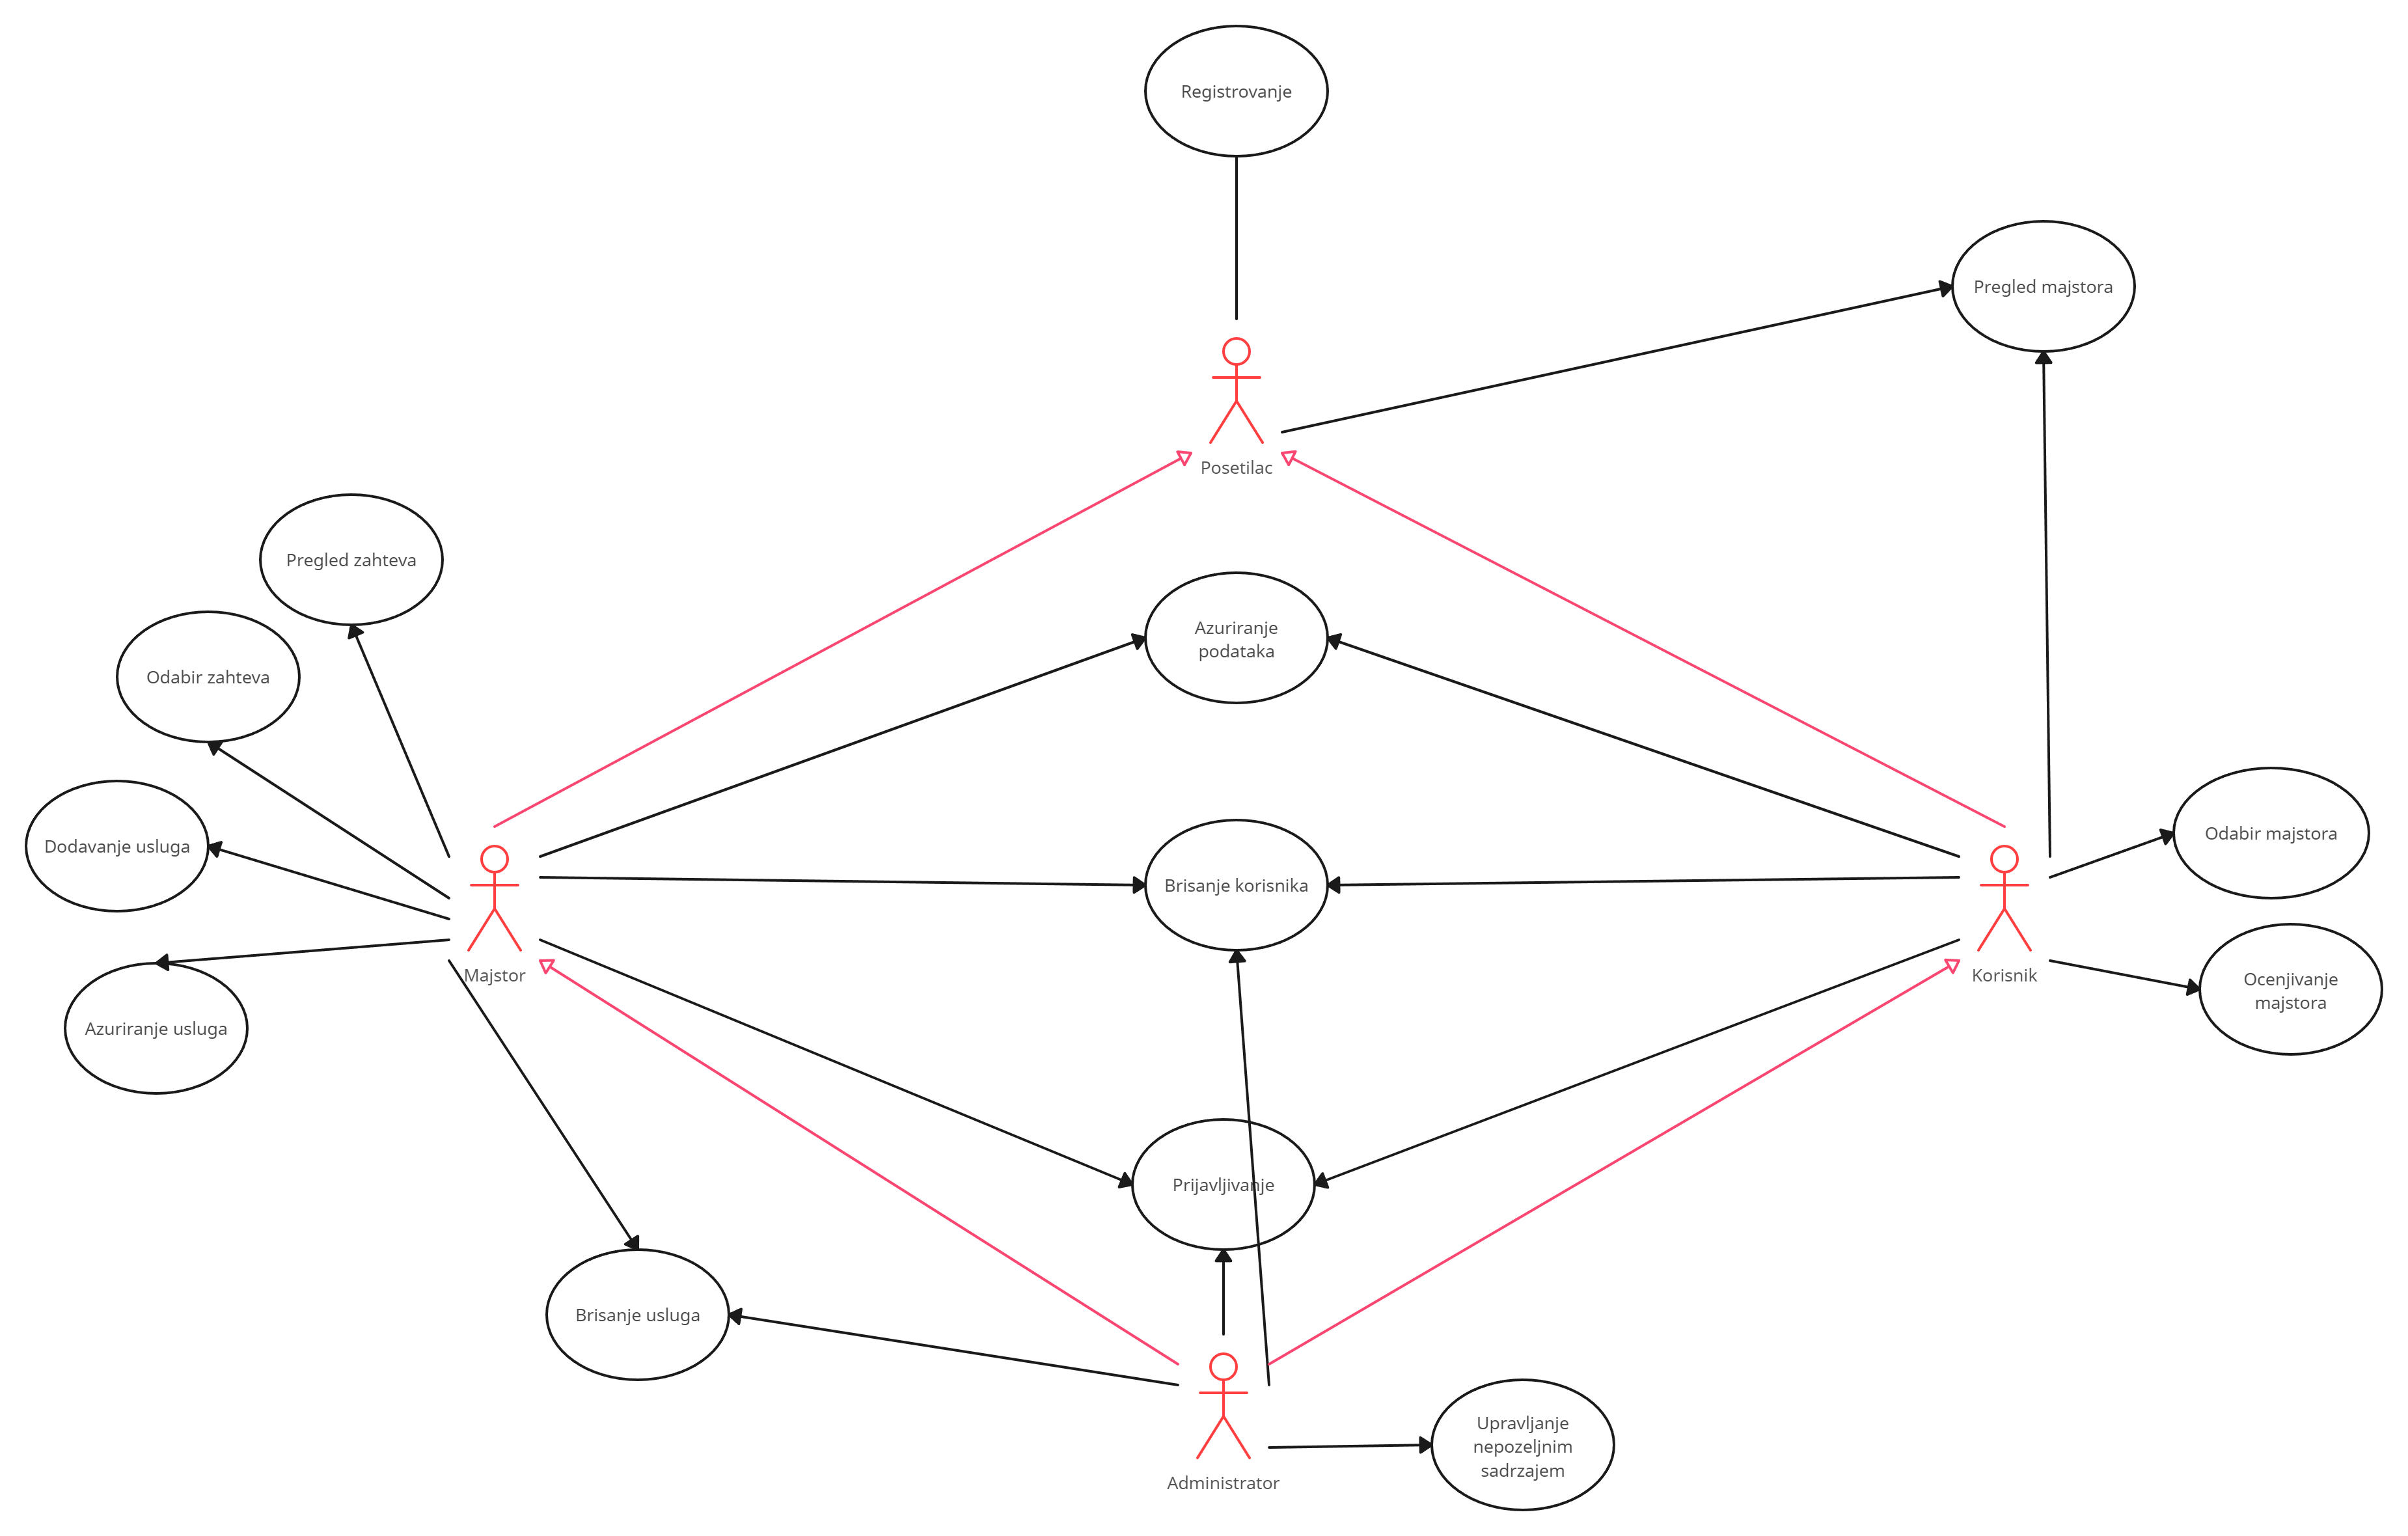 Registrovanje
Pregled majstora
Posetilac
Pregled zahteva
Azuriranje
podataka
Odabir zahteva
Odabir majstora
Dodavanje usluga
Brisanje korisnika
Majstor
Korisnik
Ocenjivanje
majstora
Azuriranje usluga
Prijavljivanje
Brisanje usluga
Upravljanje
nepozeljnim
sadrzajem
Administrator